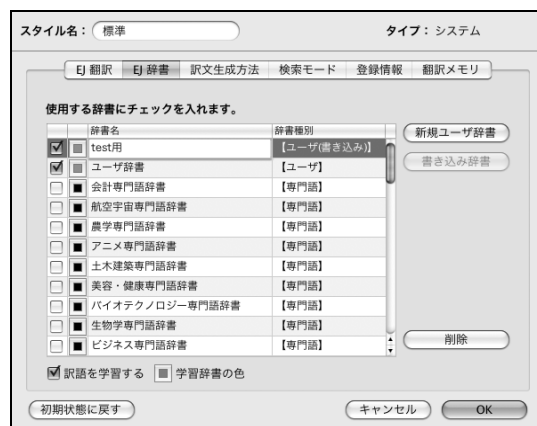 スタイル名： 標準 タイプ：システム
EJ 翻訳 EJ 辞書 訳文生成方法 検索モード 登録情報 翻訳メモリ
使用する辞書にチェックを入れます。
辞書名 辞書種別
test用 【ユーザ(書き込み)】
ユーザ辞書 【ユーザ】
会計専門語辞書 【専門語】
航空宇宙専門語辞書 【専門語】
農学専門語辞書 【専門語】
アニメ専門語辞書 【専門語】
土木建築専門語辞書 【専門語】
美容・健康専門語辞書 【専門語】
バイオテクノロジー専門語辞書 【専門語】
生物学専門語辞書 【専門語】
ビジネス専門語辞書 【専門語】
新規ユーザ辞書
書き込み辞書
削除
訳語を学習する 学習辞書の色
初期状態に戻す キャンセル OK